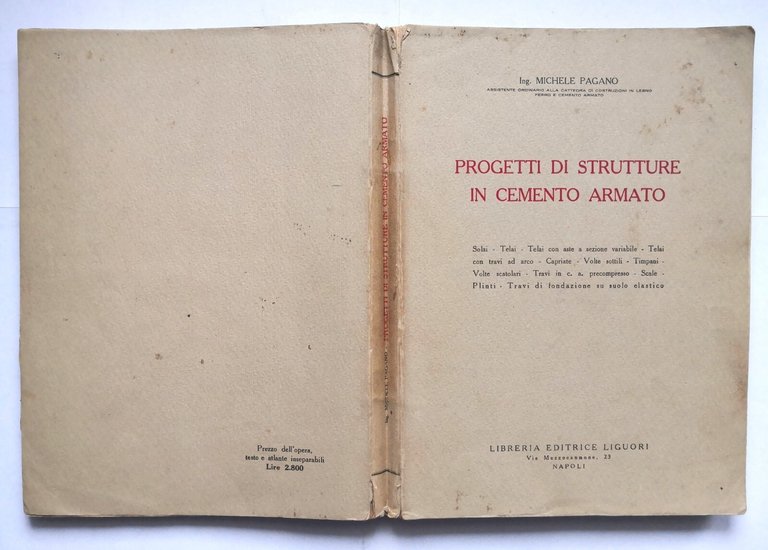 Ing. MICHELE PAGANO
ASSISTENTE ORDINARIO ALLA CATTEDRA DI COSTRUZIONI IN LEGNO
FERRO E CEMENTO ARMATO
PROGETTI DI STRUTTURE
IN CEMENTO ARMATO
Solai - Telai - Telai con aste a sezione variabile - Telai
con travi ad arco - Capriate - Volte sottili - Timpani -
Volte scatolari - Travi in c. a. precompresso - Scale -
Plinti - Travi di fondazione su suolo elastico
LIBRERIA EDITRICE LIGUORI
Via Mezzocannone, 23
NAPOLI
Ing. MICHELE PAGANO PROGETTI DI STRUTTURE IN CEMENTO ARMATO
Prezzo dell'opera,
testo e atlante inseparabili
Lire 2.800